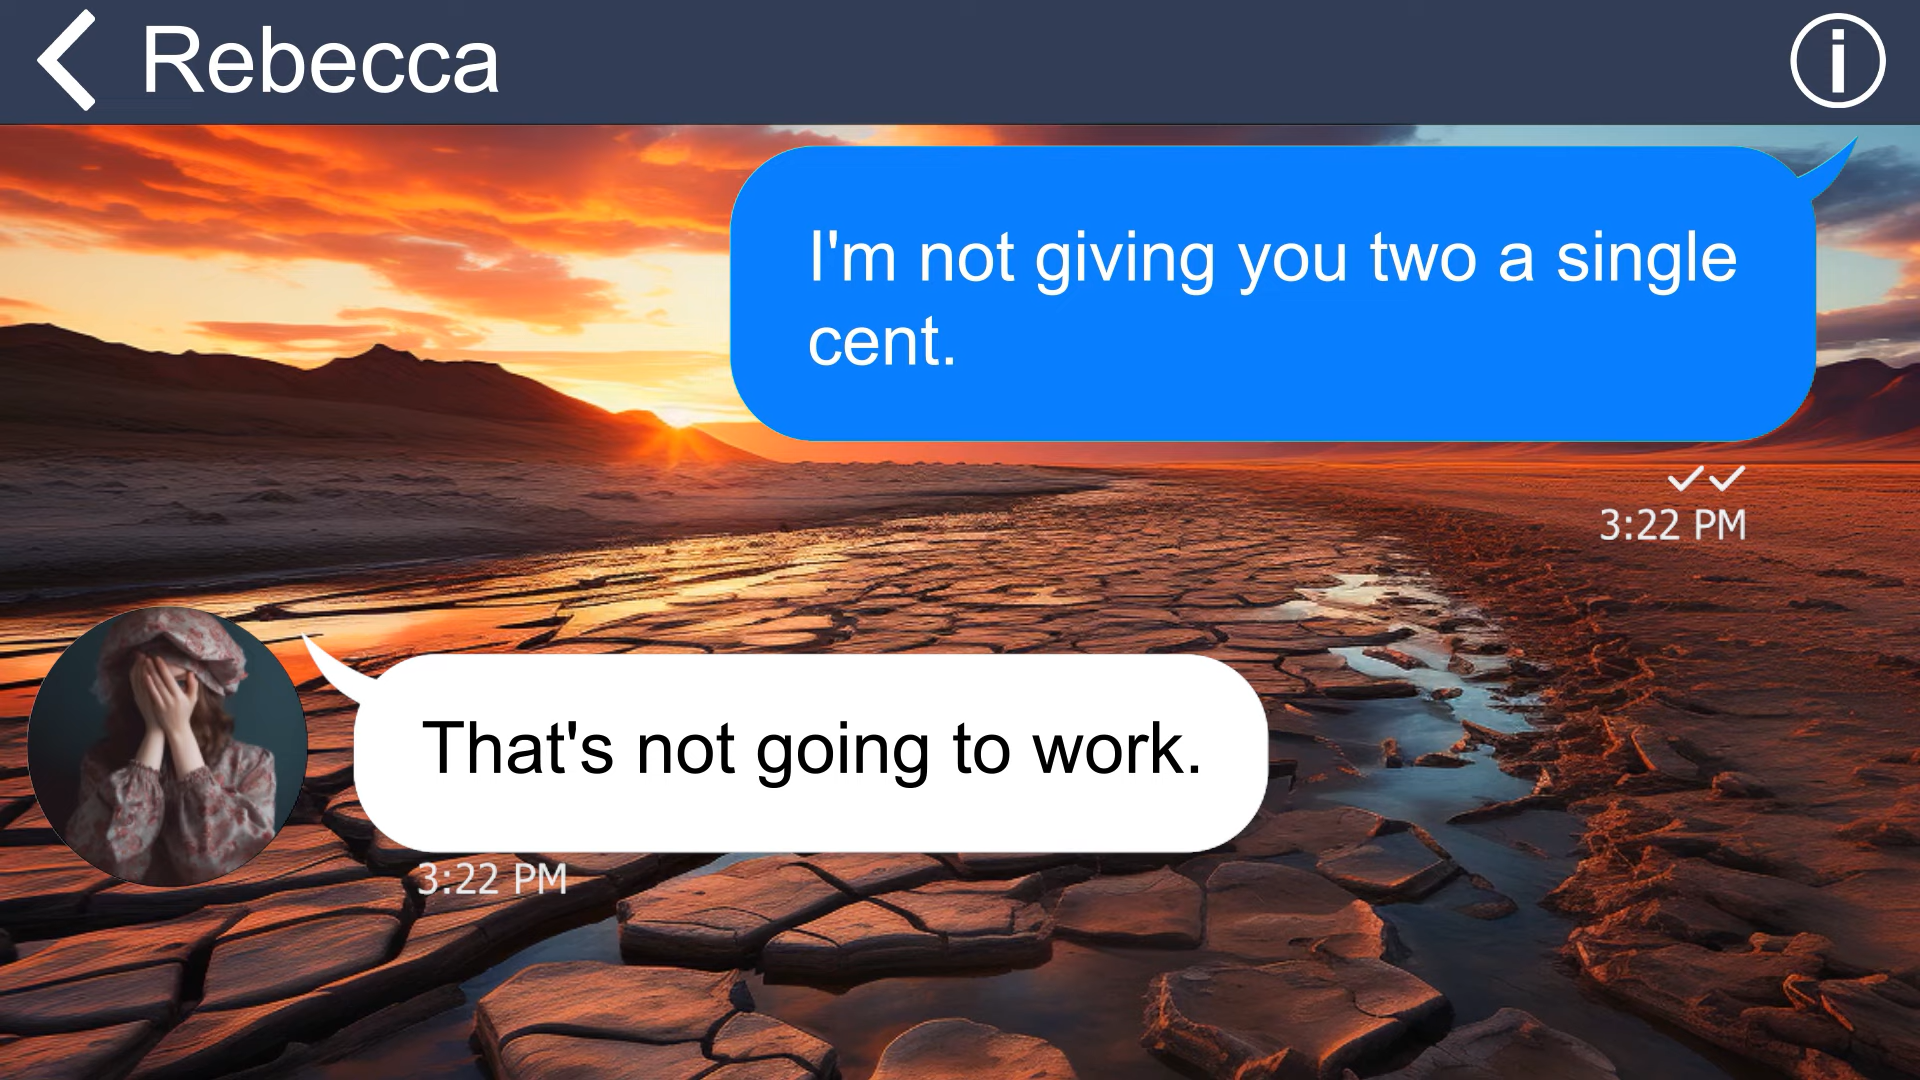 Rebecca
I'm not giving you two a single
cent.
3:22 PM
That's not going to work.
3:22 PM